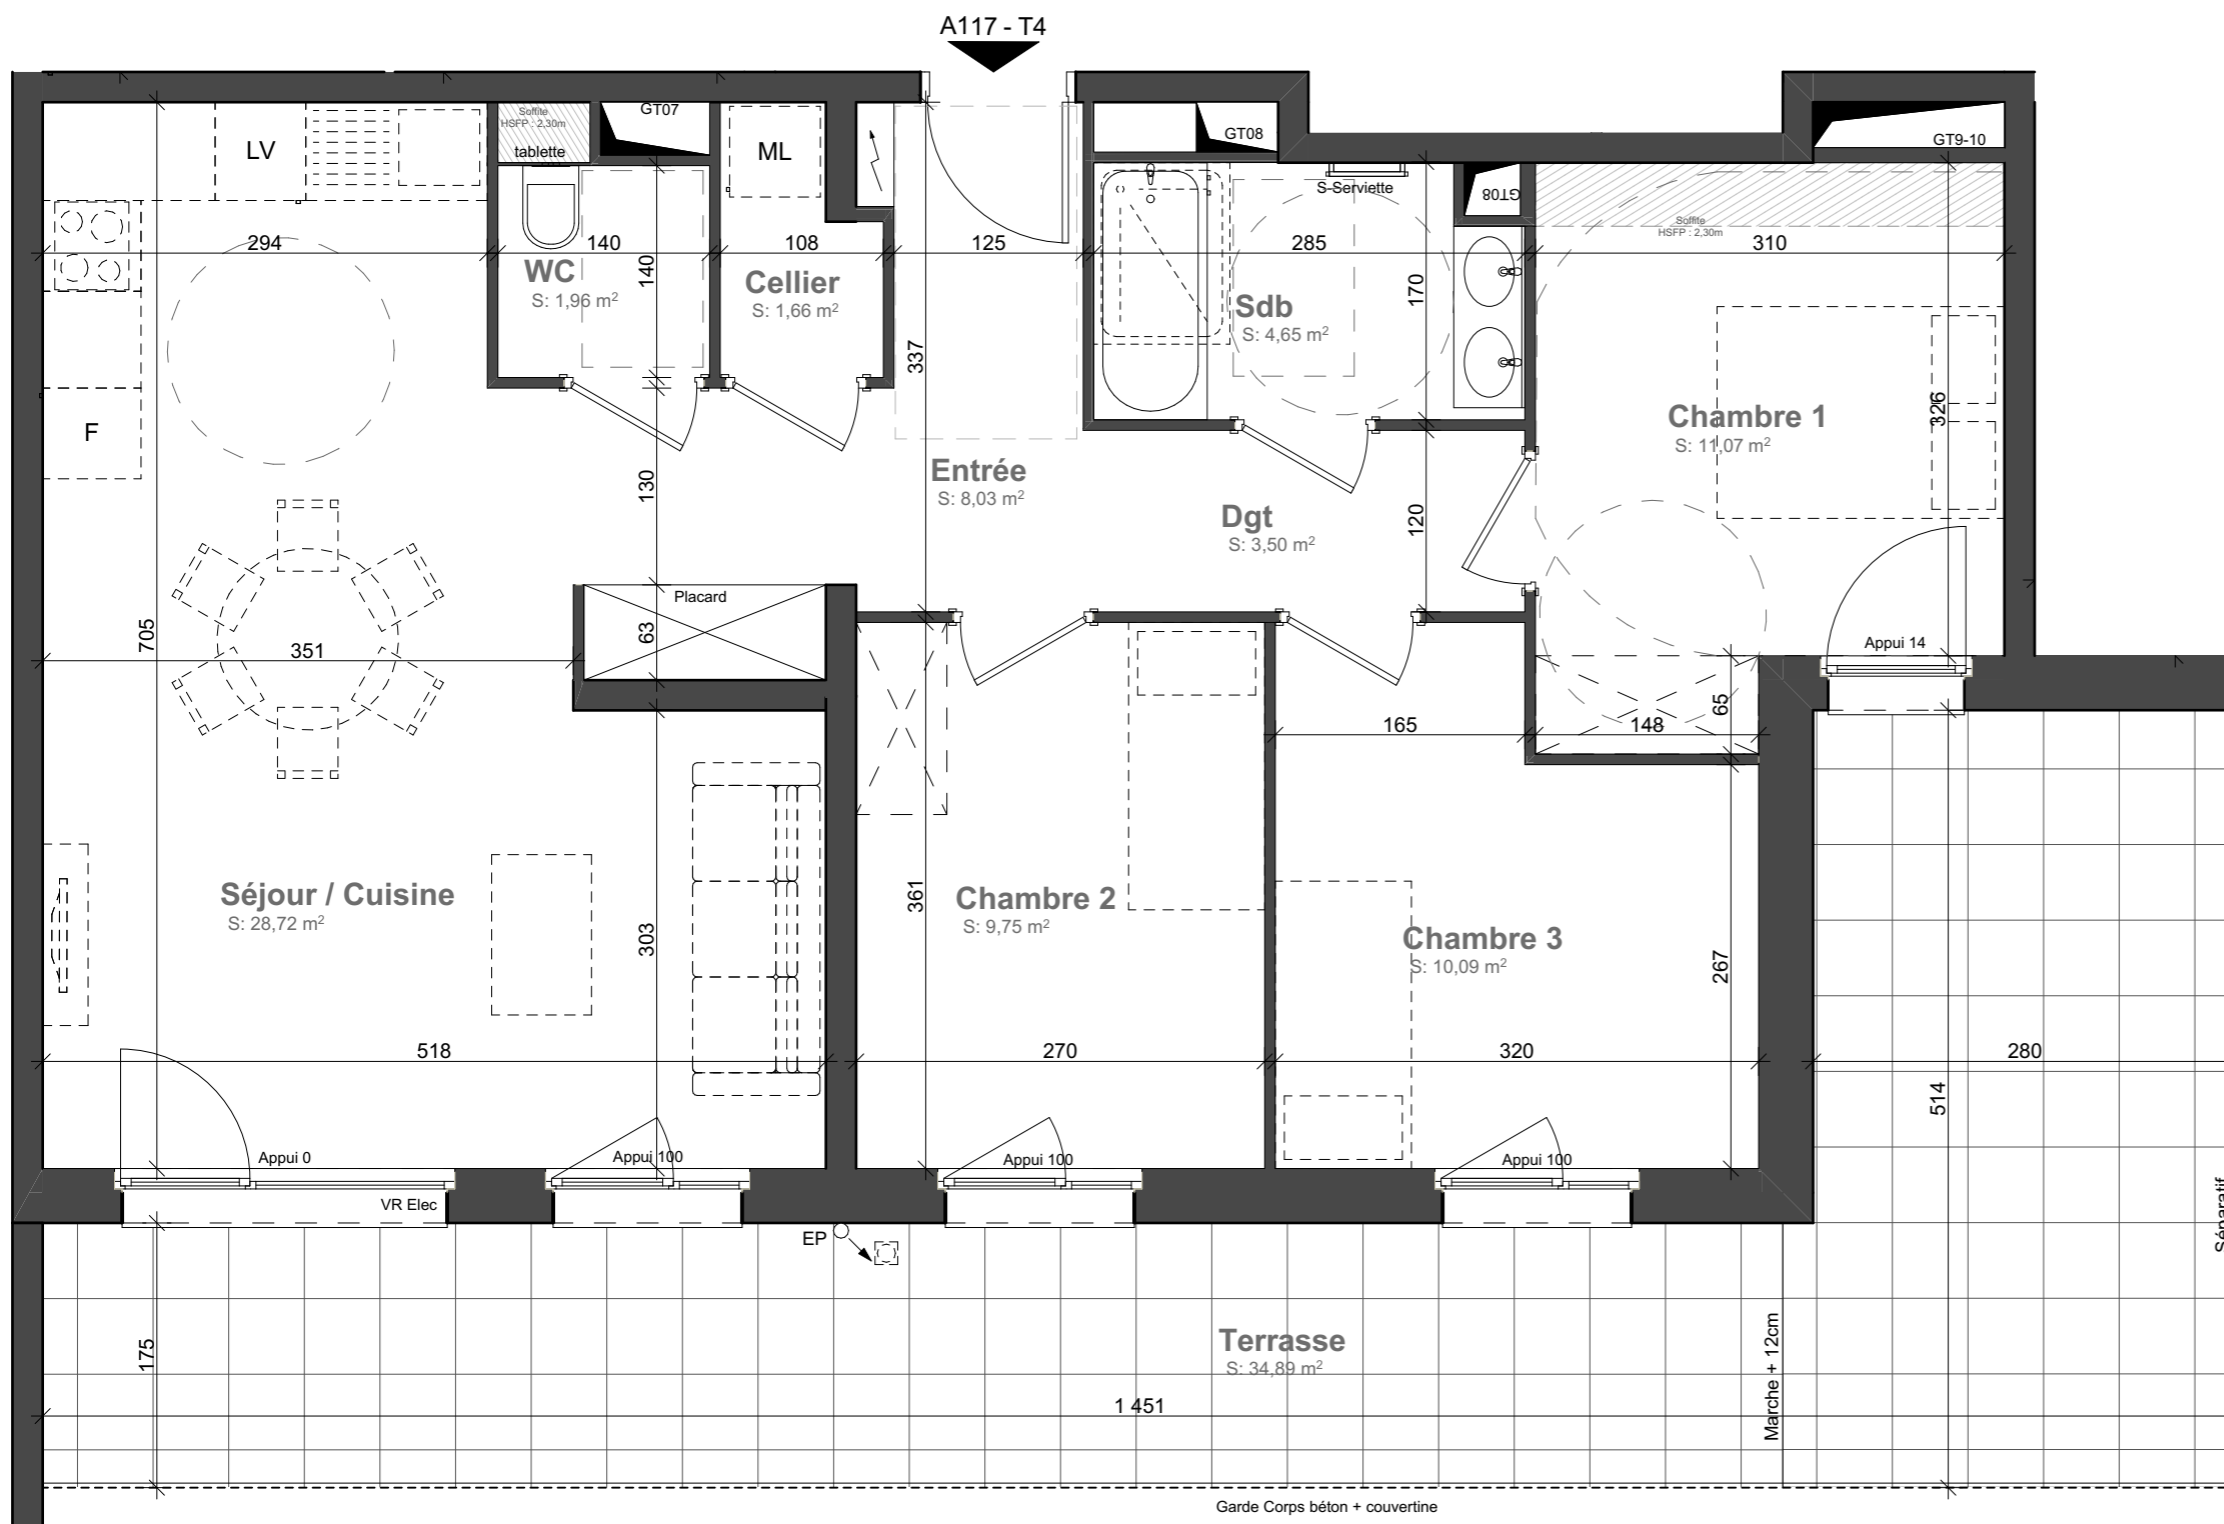 A117 - T4
Soffite
HSFP : 2,30m
tablette
GT07
LV
ML
GT08
GT9-10
S-Serviette
GT08
Soffite
HSFP : 2,30m
294
140
108
125
285
310
WC
S: 1,96 m²
140
Cellier
S: 1,66 m²
337
Sdb
S: 4,65 m²
170
326
F
Chambre 1
S: 11,07 m²
130
Entrée
S: 8,03 m²
Dgt
S: 3,50 m²
120
Placard
63
705
351
Appui 14
165
148
65
Séjour / Cuisine
S: 28,72 m²
303
361
Chambre 2
S: 9,75 m²
Chambre 3
S: 10,09 m²
267
518
270
320
280
514
Appui 0
Appui 100
Appui 100
Appui 100
VR Elec
EP
Séparatif
175
Terrasse
S: 34,89 m²
Marche + 12cm
1 451
Garde Corps béton + couvertine